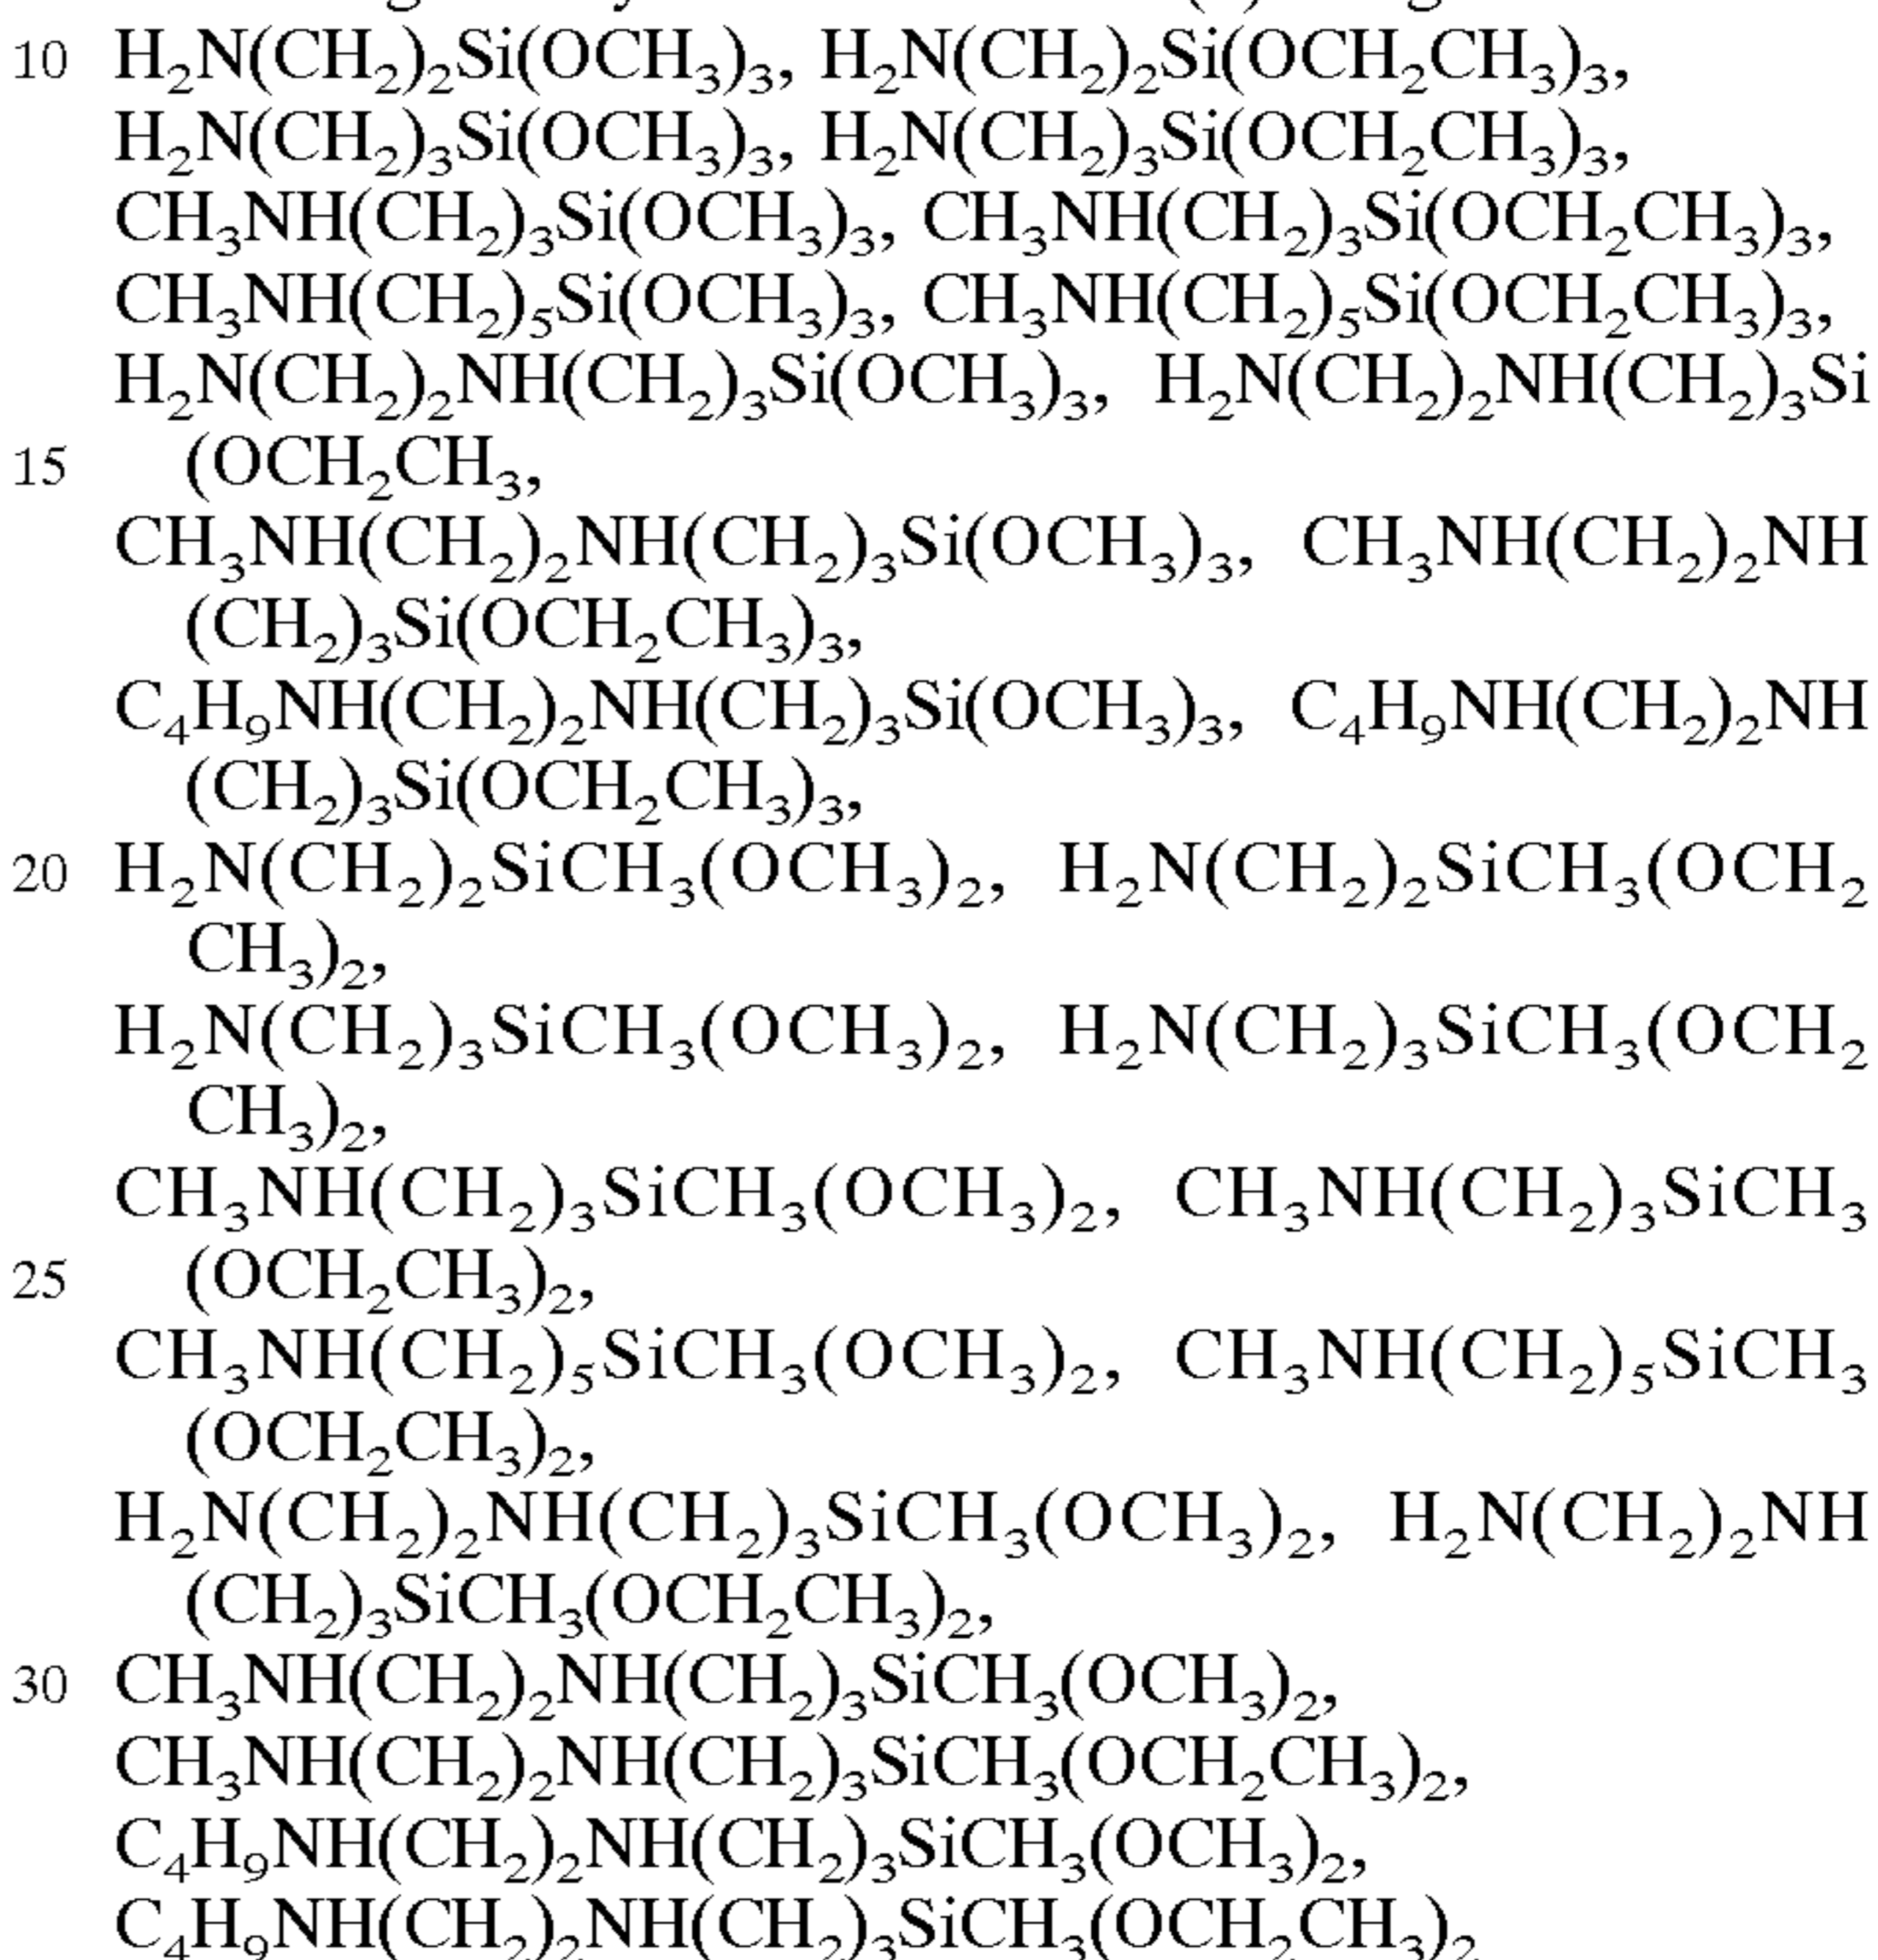 10 H₂N(CH₂)₂Si(OCH₃)₃, H₂N(CH₂)₂Si(OCH₂CH₃)₃,
H₂N(CH₂)₃Si(OCH₃)₃, H₂N(CH₂)₃Si(OCH₂CH₃)₃,
CH₃NH(CH₂)₃Si(OCH₃)₃, CH₃NH(CH₂)₃Si(OCH₂CH₃)₃,
CH₃NH(CH₂)₅Si(OCH₃)₃, CH₃NH(CH₂)₅Si(OCH₂CH₃)₃,
H₂N(CH₂)₂NH(CH₂)₃Si(OCH₃)₃, H₂N(CH₂)₂NH(CH₂)₃Si
15 (OCH₂CH₃,
CH₃NH(CH₂)₂NH(CH₂)₃Si(OCH₃)₃, CH₃NH(CH₂)₂NH
(CH₂)₃Si(OCH₂CH₃)₃,
C₄H₉NH(CH₂)₂NH(CH₂)₃Si(OCH₃)₃, C₄H₉NH(CH₂)₂NH
(CH₂)₃Si(OCH₂CH₃)₃,
20 H₂N(CH₂)₂SiCH₃(OCH₃)₂, H₂N(CH₂)₂SiCH₃(OCH₂
CH₃)₂,
H₂N(CH₂)₃SiCH₃(OCH₃)₂, H₂N(CH₂)₃SiCH₃(OCH₂
CH₃)₂,
CH₃NH(CH₂)₃SiCH₃(OCH₃)₂, CH₃NH(CH₂)₃SiCH₃
25 (OCH₂CH₃)₂,
CH₃NH(CH₂)₅SiCH₃(OCH₃)₂, CH₃NH(CH₂)₅SiCH₃
(OCH₂CH₃)₂,
H₂N(CH₂)₂NH(CH₂)₃SiCH₃(OCH₃)₂, H₂N(CH₂)₂NH
(CH₂)₃SiCH₃(OCH₂CH₃)₂,
30 CH₃NH(CH₂)₂NH(CH₂)₃SiCH₃(OCH₃)₂,
CH₃NH(CH₂)₂NH(CH₂)₃SiCH₃(OCH₂CH₃)₂,
C₄H₉NH(CH₂)₂NH(CH₂)₃SiCH₃(OCH₃)₂,
C₄H₉NH(CH₂)₂NH(CH₂)₃SiCH₃(OCH₂CH₃)₂